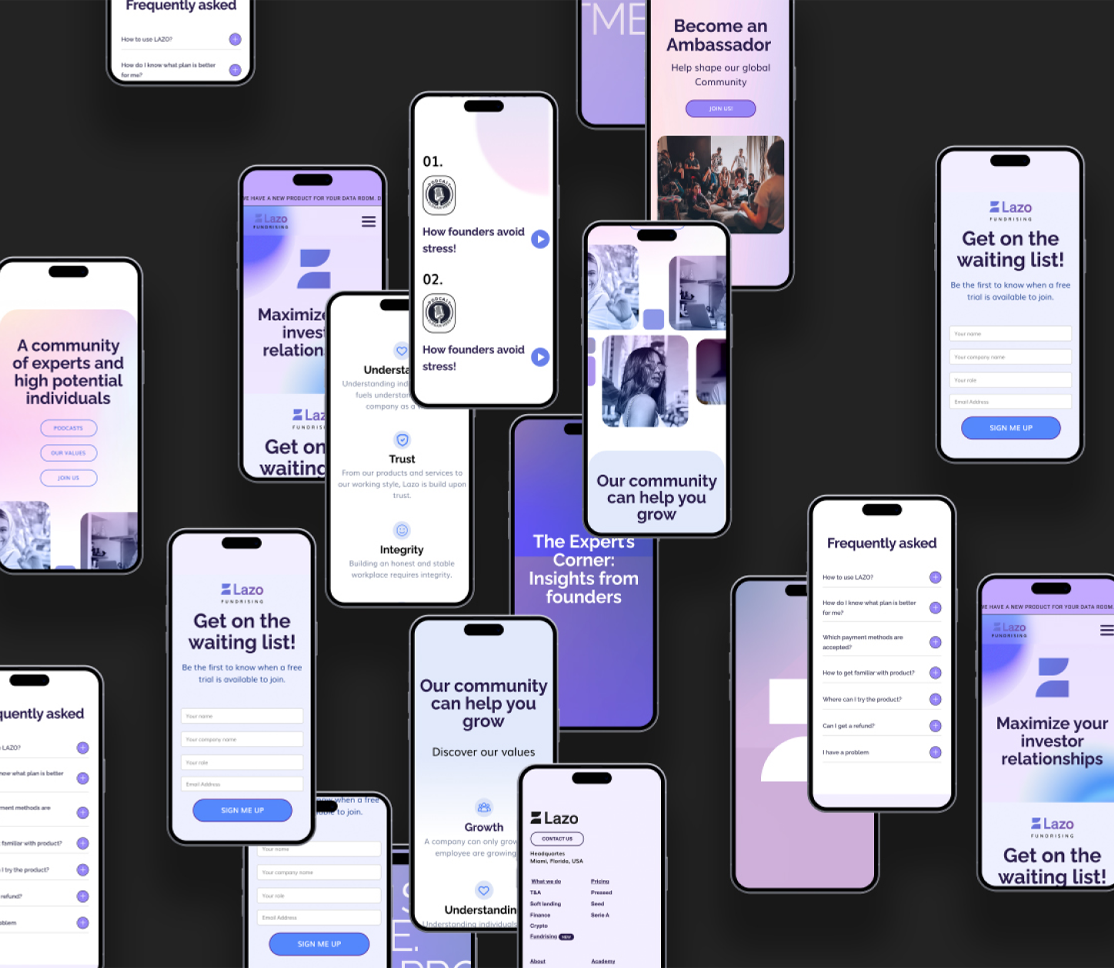 Frequently asked
How to use LAZO?
How do I know what plan is better
for me?
TME
Become an
Ambassador
Help shape our global
Community
JOIN US!
01.
PODCAST
How founders avoid
stress!
02.
PODCAST
How founders avoid
stress!
WE HAVE A NEW PRODUCT FOR YOUR DATA ROOM. D
Lazo
FUNDRISING
Maximize
inves
relation
Lazo
FUNDRISING
Get on
waiting
A community
of experts and
high potential
individuals
PODCASTS
OUR VALUES
JOIN US
Understa
Understanding ind
fuels understan
company as a
Trust
From our products and services to
our working style, Lazo is build upon
trust.
Integrity
Building an honest and stable
workplace requires integrity.
Our community
can help you
grow
The Expert's
Corner:
Insights from
founders
Lazo
FUNDRISING
Get on the
waiting list!
Be the first to know when a free
trial is available to join.
Your name
Your company name
Your role
Email Address
SIGN ME UP
Lazo
FUNDRISING
Get on the
waiting list!
Be the first to know when a free
trial is available to join.
Your name
Your company name
Your role
Email Address
SIGN ME UP
quently asked
LAZO?
now what plan is better
ment methods are
familiar with product?
I try the product?
refund?
oblem
ow when a free
le to join.
Your name
Your company name
Your role
Email Address
SIGN ME UP
Our community
can help you
grow
Discover our values
Growth
A company can only grow
employee are growing
Understandin
Understanding individuals
Lazo
CONTACT US
Headquartes
Miami, Florida, USA
What we do
Pricing
T&A
Preseed
Soft landing
Seed
Finance
Serie A
Crypto
Fundrising NEW
About
Academy
Frequently asked
How to use LAZO?
How do I know what plan is better
for me?
Which payment methods are
accepted?
How to get familiar with product?
Where can I try the product?
Can I get a refund?
I have a problem
WE HAVE A NEW PRODUCT FOR YOUR DATA ROOM.
Lazo
FUNDRISING
Maximize your
investor
relationships
Lazo
FUNDRISING
Get on the
waiting list!